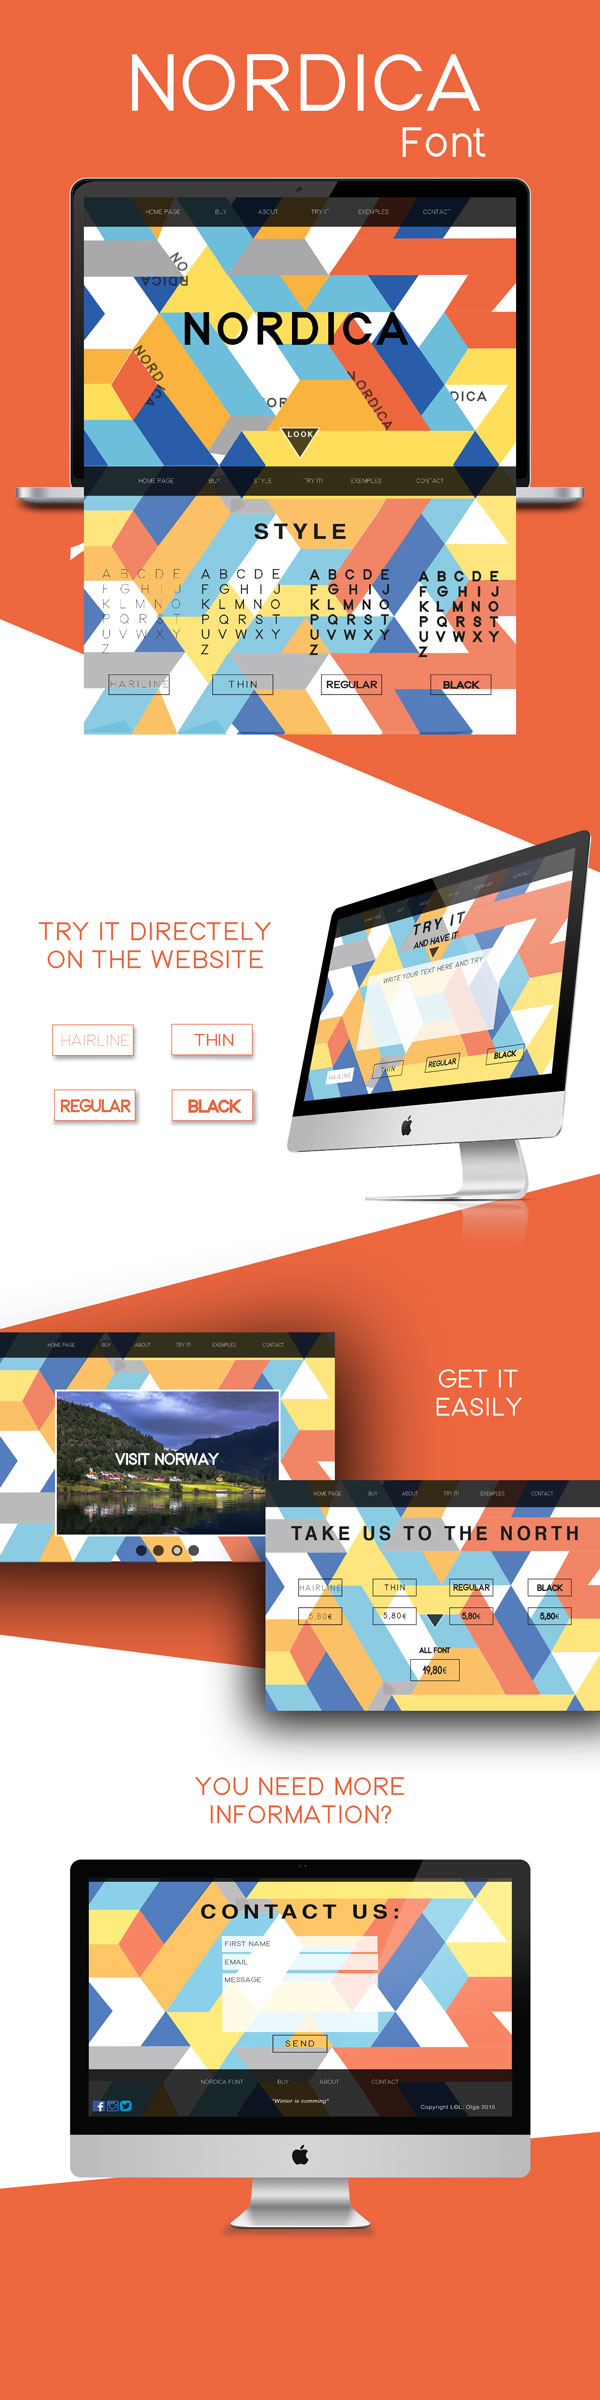 NORDICA
Font
HOME PAGE BUY ABOUT TRY IT! EXEMPLES CONTACT
NO
RDICA
NORDICA
NORD
ICA
NORDICA
DICA
LOOK
HOME PAGE BUY STYLE TRY IT! EXEMPLES CONTACT
STYLE
A B C D E A B C D E A B C D E A B C D E
F G H I J F G H I J F G H I J F G H I J
K L M N O K L M N O K L M N O K L M N O
P Q R S T P Q R S T P Q R S T P Q R S T
U V W X Y U V W X Y U V W X Y U V W X Y
Z Z Z Z
HARILINE THIN REGULAR BLACK
TRY IT DIRECTELY
ON THE WEBSITE
HAIRLINE THIN
REGULAR BLACK
HOME PAGE BUY ABOUT EXEMPLES CONTACT
TRY IT
AND HAVE IT
WRITE YOUR TEXT HERE AND TRY
HAIRLINE THIN REGULAR BLACK
HOME PAGE BUY ABOUT TRY IT! EXEMPLES CONTACT
VISIT NORWAY
GET IT
EASILY
HOME PAGE BUY ABOUT TRY IT! EXEMPLES CONTACT
TAKE US TO THE NORTH
HAIRLINE THIN REGULAR BLACK
5,80€ 5,80€ 5,80€ 5,80€
ALL FONT
19,80€
YOU NEED MORE
INFORMATION?
CONTACT US:
FIRST NAME
EMAIL
MESSAGE
SEND
NORDICA FONT BUY ABOUT CONTACT
"Winter is comming"
Copyright L©L: Olga 2015